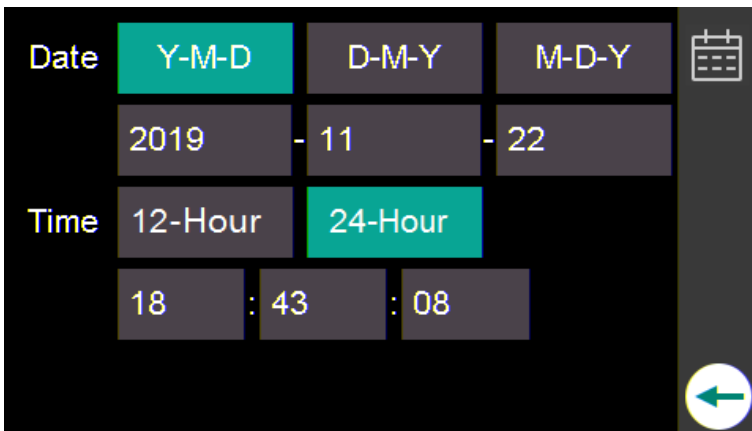 Date Y-M-D D-M-Y M-D-Y
2019 - 11 - 22
Time 12-Hour 24-Hour
18 : 43 : 08